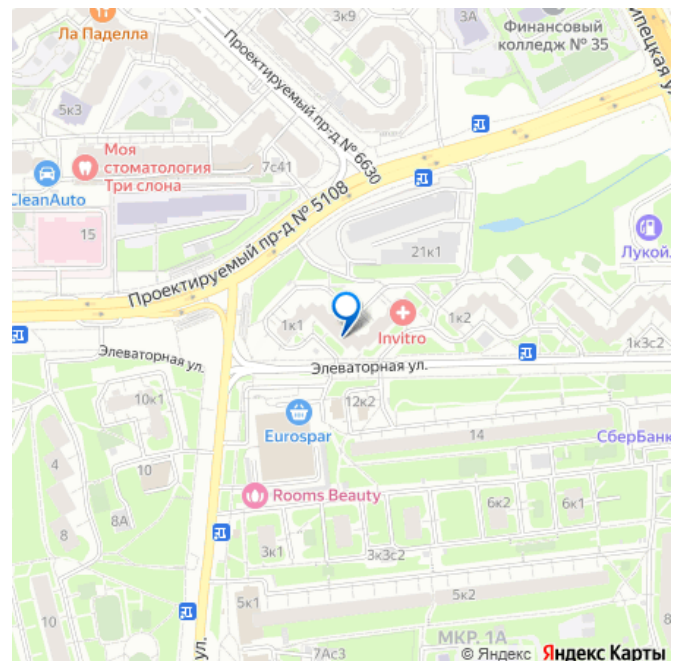 3к9
3А
Ла Паделла
Финансовый
колледж № 35
ипецкая ул.
Проектируемый пр-д № 6630
5к3
Моя
стоматология
Три слона
7с41
CleanAuto
15
Проектируемый пр-д № 5108
21к1
Лукойл
1к1
Invitro
1к2
1к3с2
Элеваторная ул.
Элеваторная ул.
10к1
12к2
Eurospar
14
СберБанк
4
10
Rooms Beauty
8А
8
6к2
6к1
3к1
3к3с2
10
5к1
5к2
8
МКР. 1А
ул.
7Ас3
© Яндекс Яндекс Карты